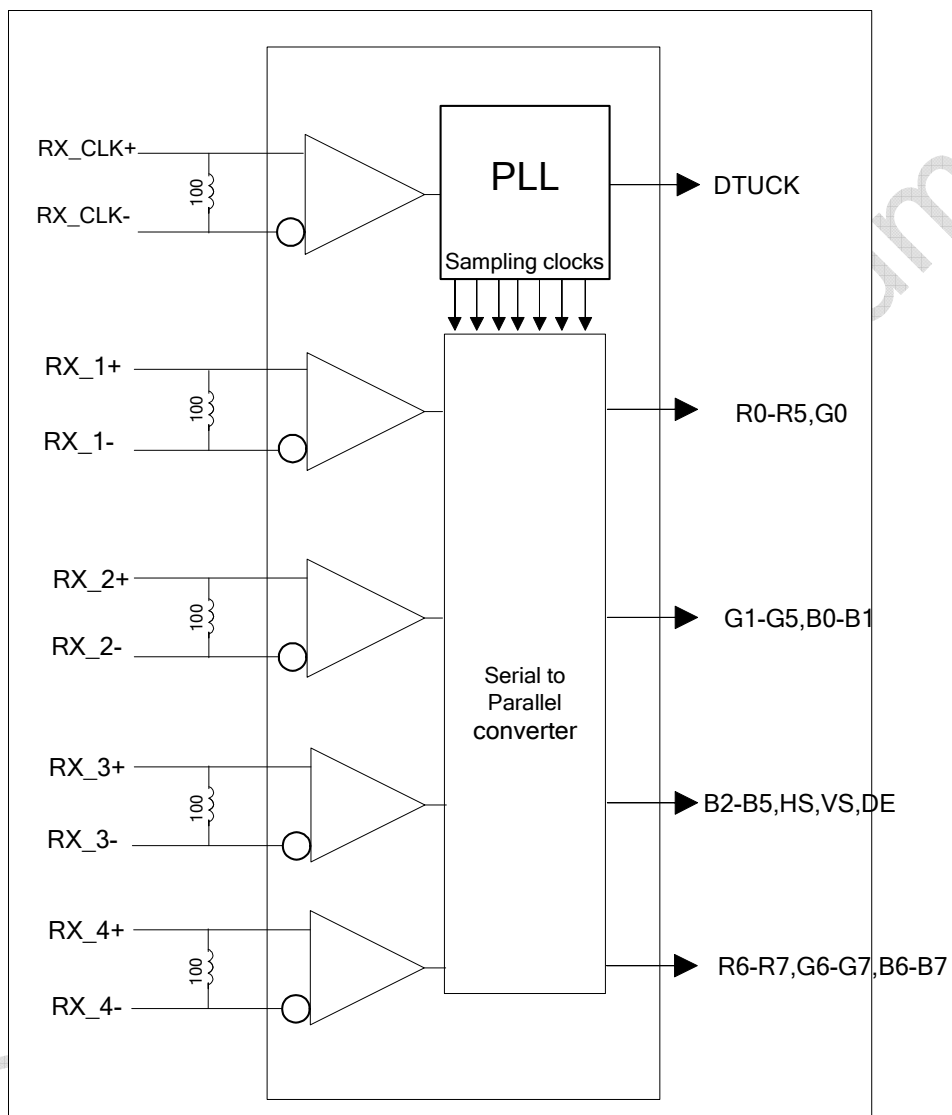 RX_CLK+
100
RX_CLK-
PLL
Sampling clocks
DTUCK
RX_1+
100
RX_1-
R0-R5,G0
RX_2+
100
RX_2-
G1-G5,B0-B1
Serial to
Parallel
converter
RX_3+
100
RX_3-
B2-B5,HS,VS,DE
RX_4+
100
RX_4-
R6-R7,G6-G7,B6-B7